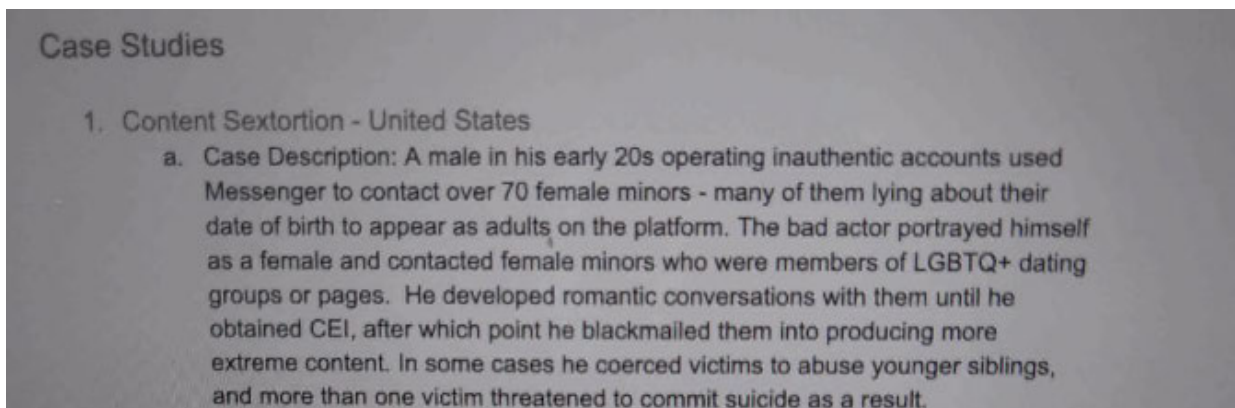 Case Studies
1. Content Sextortion - United States
a. Case Description: A male in his early 20s operating inauthentic accounts used
Messenger to contact over 70 female minors - many of them lying about their
date of birth to appear as adults on the platform. The bad actor portrayed himself
as a female and contacted female minors who were members of LGBTQ+ dating
groups or pages. He developed romantic conversations with them until he
obtained CEI, after which point he blackmailed them into producing more
extreme content. In some cases he coerced victims to abuse younger siblings,
and more than one victim threatened to commit suicide as a result.